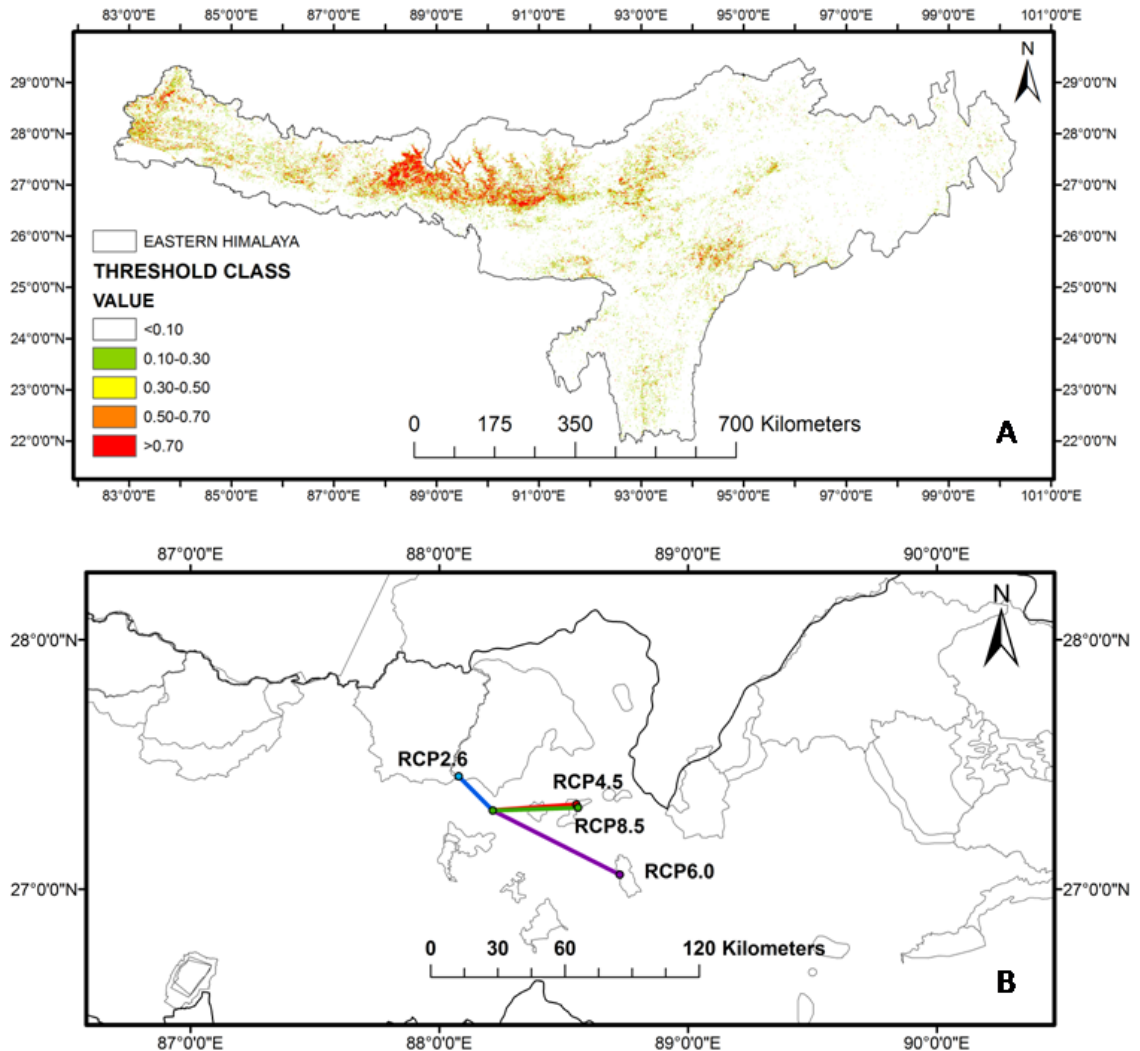 83°0'0"E 85°0'0"E 87°0'0"E 89°0'0"E 91°0'0"E 93°0'0"E 95°0'0"E 97°0'0"E 99°0'0"E 101°0'0"E
N
29°0'0"N 29°0'0"N
28°0'0"N 28°0'0"N
27°0'0"N 27°0'0"N
26°0'0"N 26°0'0"N
EASTERN HIMALAYA
THRESHOLD CLASS
25°0'0"N 25°0'0"N
VALUE
<0.10
24°0'0"N 24°0'0"N
0.10-0.30
23°0'0"N 23°0'0"N
0.30-0.50
0.50-0.70
0 175 350 700 Kilometers
22°0'0"N 22°0'0"N
>0.70
A
83°0'0"E 85°0'0"E 87°0'0"E 89°0'0"E 91°0'0"E 93°0'0"E 95°0'0"E 97°0'0"E 99°0'0"E 101°0'0"E
87°0'0"E 88°0'0"E 89°0'0"E 90°0'0"E
N
28°0'0"N 28°0'0"N
RCP2.6
RCP4.5
RCP8.5
RCP6.0
27°0'0"N 27°0'0"N
0 30 60 120 Kilometers
B
87°0'0"E 88°0'0"E 89°0'0"E 90°0'0"E